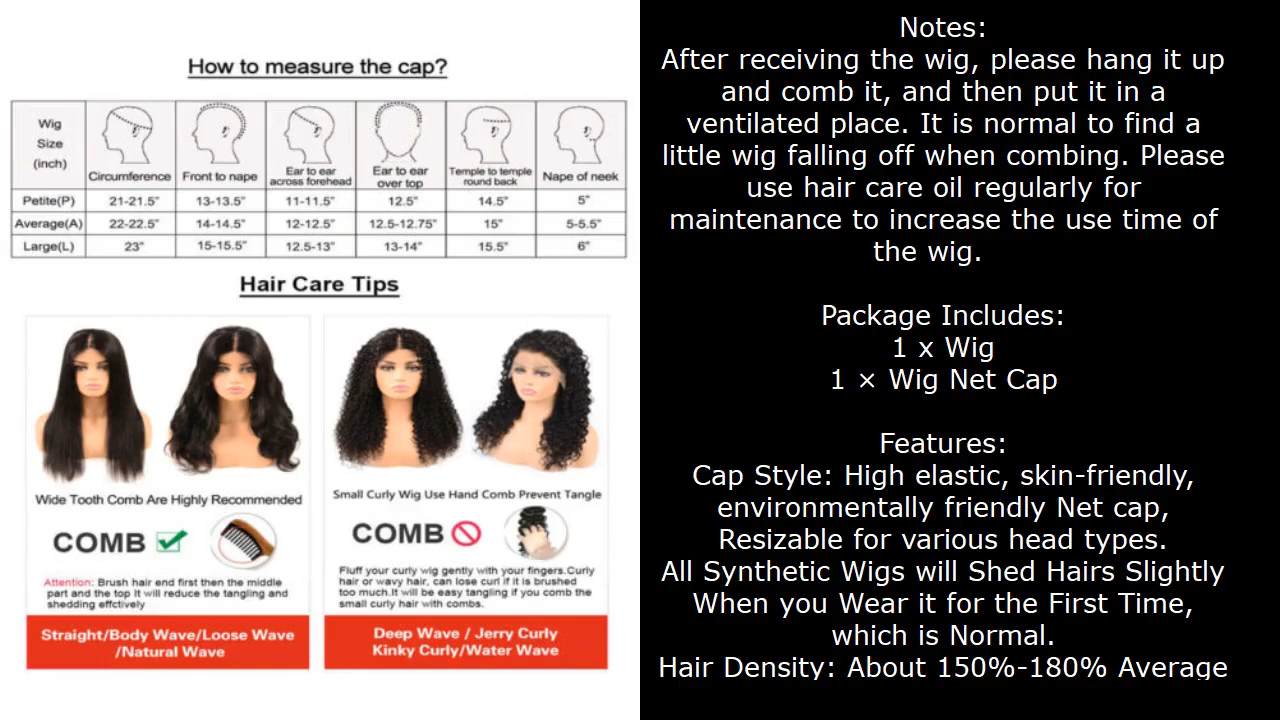 How to measure the cap?
Wig Size (inch) Circumference Front to nape Ear to ear across forehead Ear to ear over top Temple to temple round back Nape of neek
Petite(P) 21-21.5" 13-13.5" 11-11.5" 12.5" 14.5" 5"
Average(A) 22-22.5" 14-14.5" 12-12.5" 12.5-12.75" 15" 5-5.5"
Large(L) 23" 15-15.5" 12.5-13" 13-14" 15.5" 6"
Hair Care Tips
Wide Tooth Comb Are Highly Recommended
COMB
Attention: Brush hair end first then the middle
part and the top It will reduce the tangling and
shedding effctively
Straight/Body Wave/Loose Wave
/Natural Wave
Small Curly Wig Use Hand Comb Prevent Tangle
COMB
Fluff your curly wig gently with your fingers.Curly
hair or wavy hair, can lose curl if it is brushed
too much.It will be easy tangling if you comb the
small curly hair with combs.
Deep Wave / Jerry Curly
Kinky Curly/Water Wave
Notes:
After receiving the wig, please hang it up
and comb it, and then put it in a
ventilated place. It is normal to find a
little wig falling off when combing. Please
use hair care oil regularly for
maintenance to increase the use time of
the wig.
Package Includes:
1 x Wig
1 × Wig Net Cap
Features:
Cap Style: High elastic, skin-friendly,
environmentally friendly Net cap,
Resizable for various head types.
All Synthetic Wigs will Shed Hairs Slightly
When you Wear it for the First Time,
which is Normal.
Hair Density: About 150%-180% Average